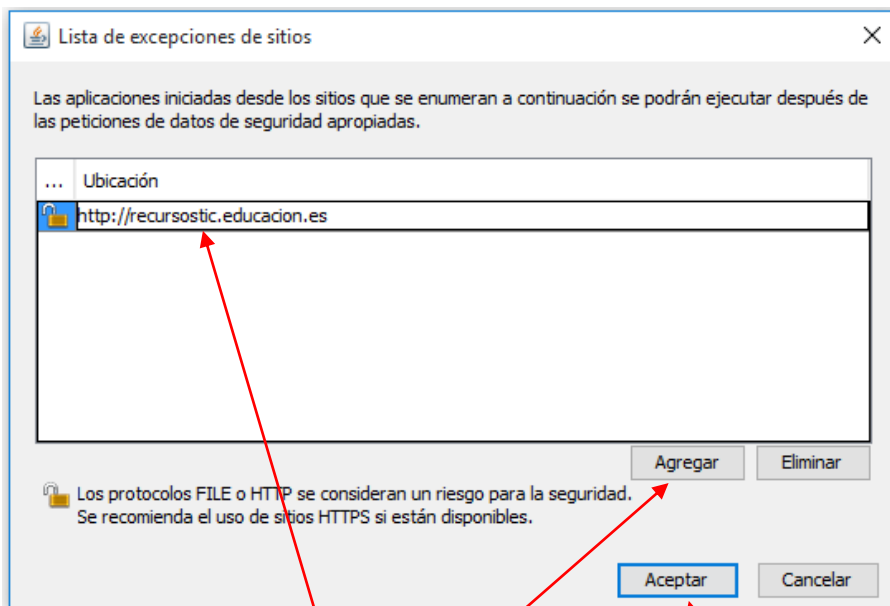 Lista de excepciones de sitios
Las aplicaciones iniciadas desde los sitios que se enumeran a continuación se podrán ejecutar después de
las peticiones de datos de seguridad apropiadas.
... Ubicación
http://recursostic.educacion.es
Agregar Eliminar
Los protocolos FILE o HTTP se consideran un riesgo para la seguridad.
Se recomienda el uso de sitios HTTPS si están disponibles.
Aceptar Cancelar